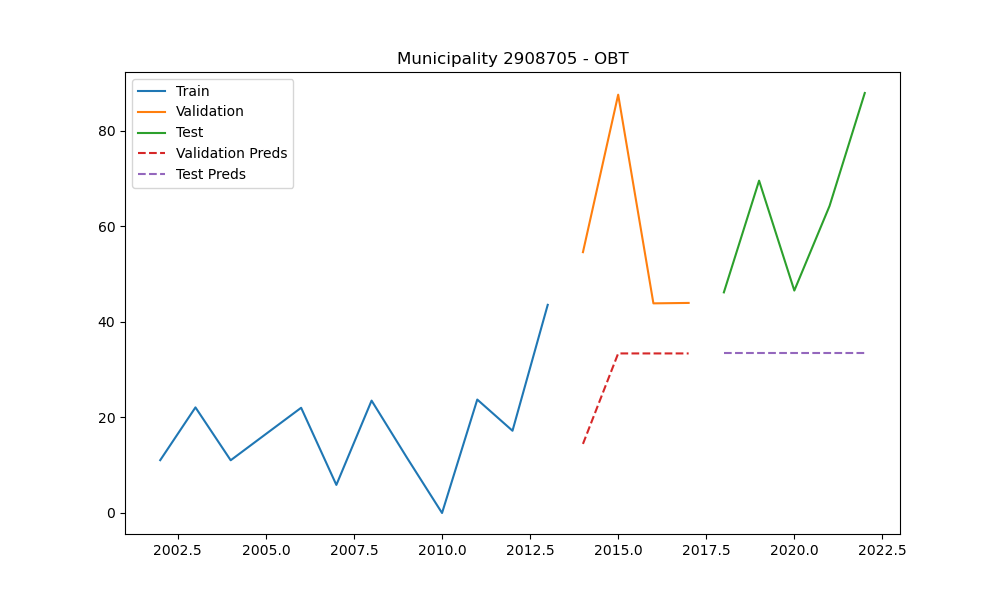 Municipality 2908705 - OBT
Train
Validation
Test
Validation Preds
Test Preds
80
60
40
20
0
2002.5 2005.0 2007.5 2010.0 2012.5 2015.0 2017.5 2020.0 2022.5